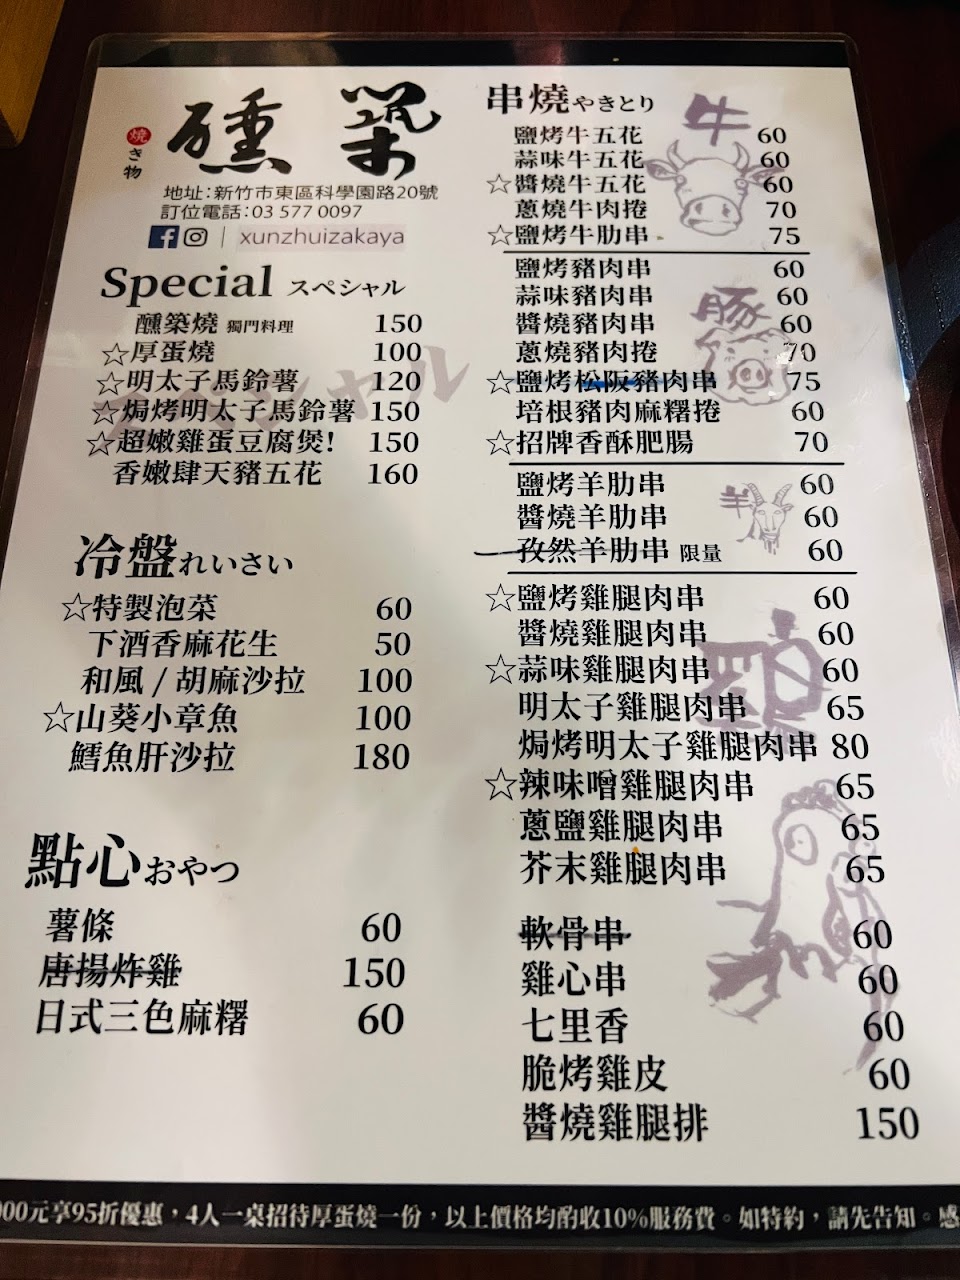 燒き物
醺築
地址：新竹市東區科學園路20號
訂位電話：03 577 0097
xunzhuizakaya
Special スペシャル
醺築燒 獨門料理 150
☆厚蛋燒 100
☆明太子馬鈴薯 120
☆焗烤明太子馬鈴薯 150
☆超嫩雞蛋豆腐煲! 150
香嫩肆天豬五花 160
冷盤れいさい
☆特製泡菜 60
下酒香麻花生 50
和風 / 胡麻沙拉 100
☆山葵小章魚 100
鱈魚肝沙拉 180
點心おやつ
薯條 60
唐揚炸雞 150
日式三色麻糬 60
串燒やきとり
牛
鹽烤牛五花 60
蒜味牛五花 60
☆醬燒牛五花 60
蔥燒牛肉捲 70
☆鹽烤牛肋串 75
豚
鹽烤豬肉串 60
蒜味豬肉串 60
醬燒豬肉串 60
蔥燒豬肉捲 70
☆鹽烤松阪豬肉串 75
培根豬肉麻糬捲 60
☆招牌香酥肥腸 70
羊
鹽烤羊肋串 60
醬燒羊肋串 60
孜然羊肋串 限量 60
☆鹽烤雞腿肉串 60
醬燒雞腿肉串 60
☆蒜味雞腿肉串 60
明太子雞腿肉串 65
焗烤明太子雞腿肉串 80
☆辣味噌雞腿肉串 65
蔥鹽雞腿肉串 65
芥末雞腿肉串 65
軟骨串 60
雞心串 60
七里香 60
脆烤雞皮 60
醬燒雞腿排 150
000元享95折優惠，4人一桌招待厚蛋燒一份，以上價格均酌收10%服務費。如特約，請先告知。感